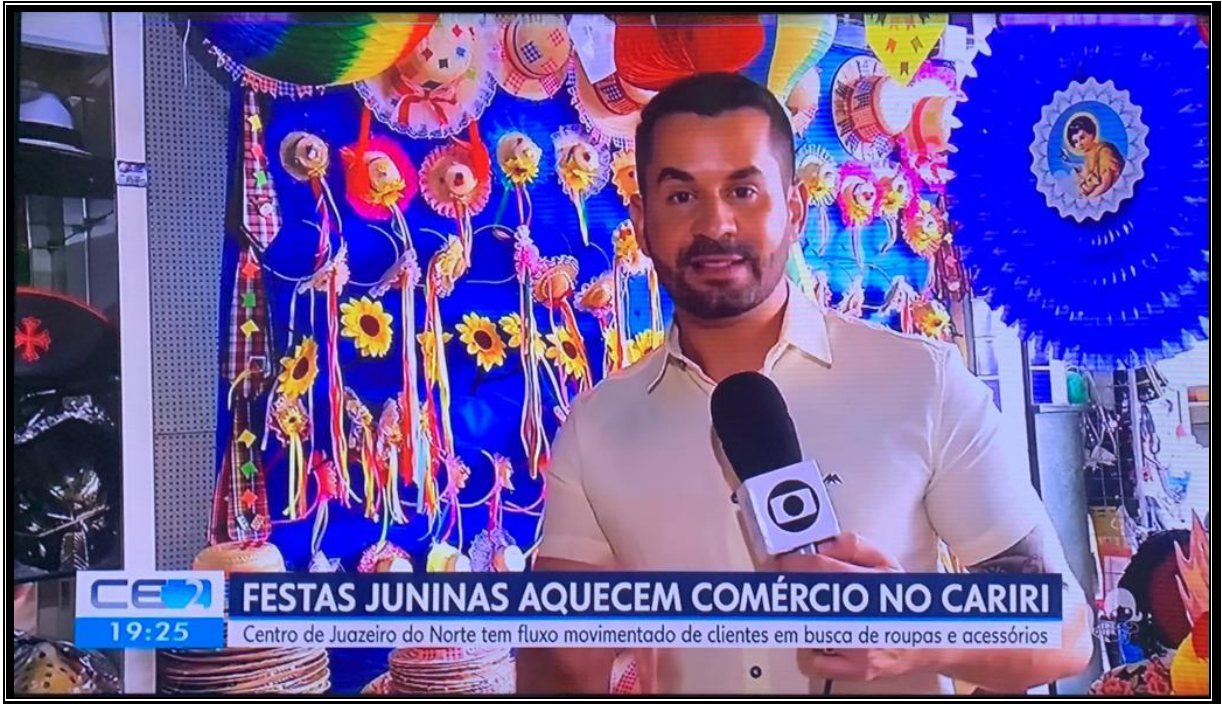 CE2
19:25
FESTAS JUNINAS AQUECEM COMÉRCIO NO CARIRI
Centro de Juazeiro do Norte tem fluxo movimentado de clientes em busca de roupas e acessórios